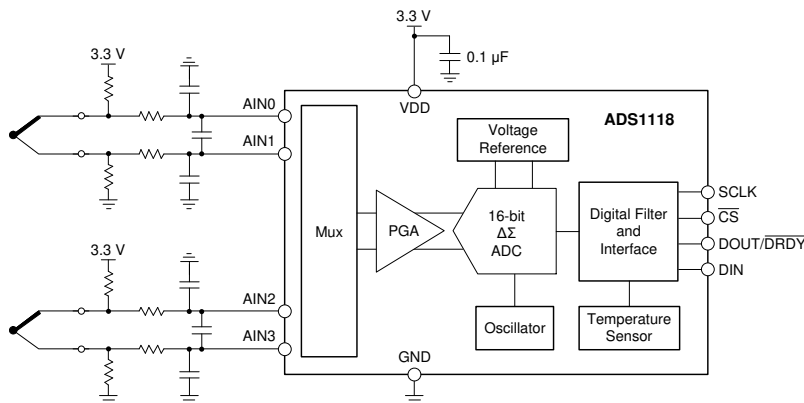 3.3 V
0.1 µF
3.3 V
AIN0
VDD
ADS1118
Voltage
Reference
AIN1
SCLK
Mux
PGA
16-bit
ΔΣ
ADC
Digital Filter
and
Interface
CS
DOUT/DRDY
DIN
3.3 V
AIN2
Oscillator
Temperature
Sensor
AIN3
GND